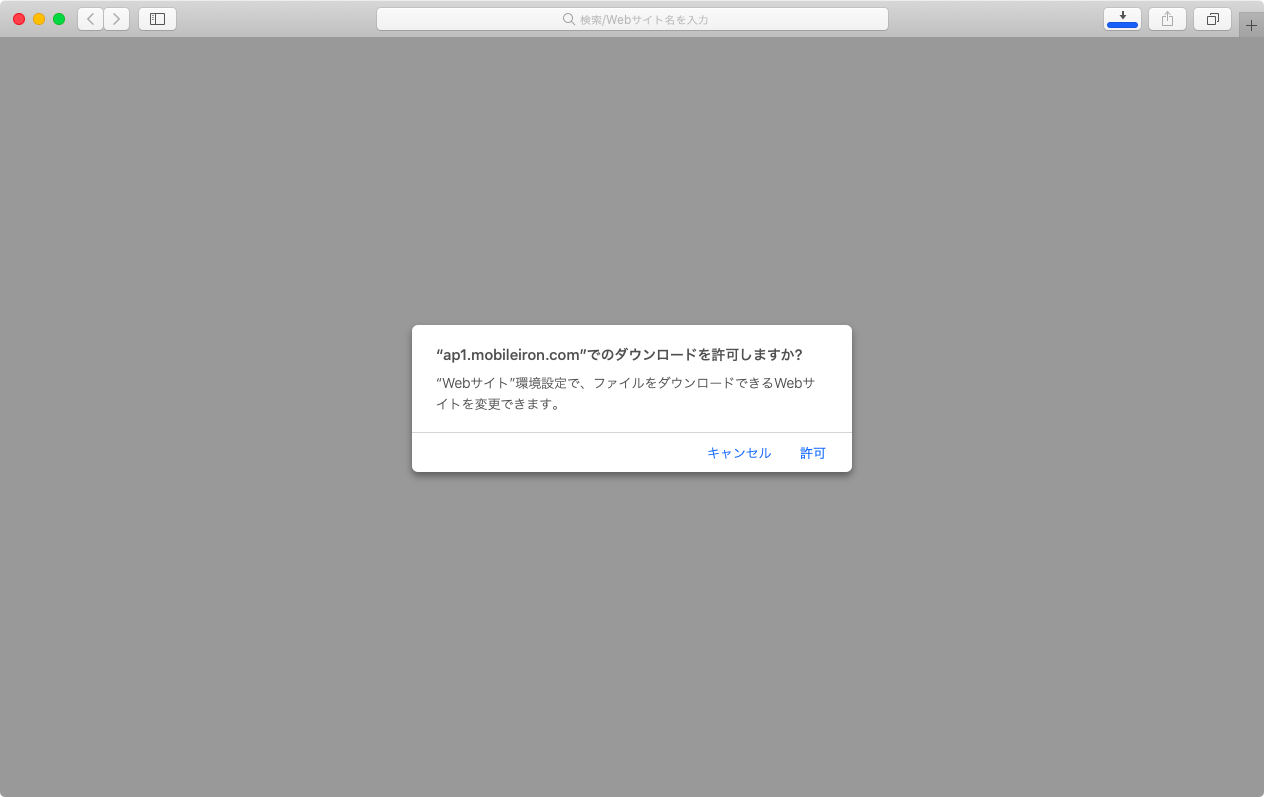 検索/Webサイト名を入力
“ap1.mobileiron.com”でのダウンロードを許可しますか?
“Webサイト”環境設定で、ファイルをダウンロードできるWebサ
イトを変更できます。
キャンセル 許可